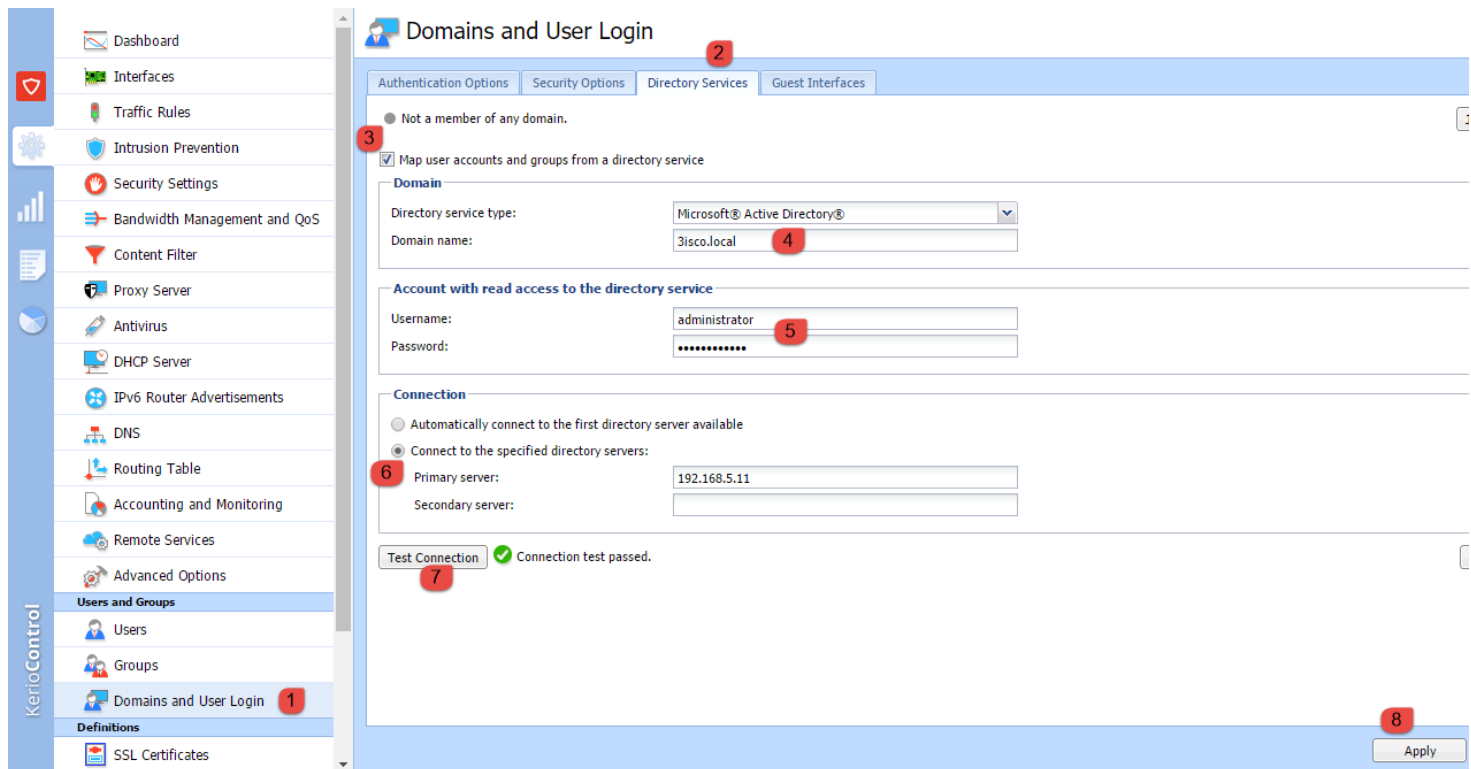 Dashboard
Interfaces
Traffic Rules
Intrusion Prevention
Security Settings
Bandwidth Management and QoS
Content Filter
Proxy Server
Antivirus
DHCP Server
IPv6 Router Advertisements
DNS
Routing Table
Accounting and Monitoring
Remote Services
Advanced Options
Users and Groups
Users
Groups
Domains and User Login 1
Definitions
SSL Certificates
KerioControl
Domains and User Login
2
Authentication Options Security Options Directory Services Guest Interfaces
Not a member of any domain.
3
Map user accounts and groups from a directory service
Domain
Directory service type: Microsoft® Active Directory®
Domain name: 3isco.local 4
Account with read access to the directory service
Username: administrator
5
Password: ••••••••••••
Connection
Automatically connect to the first directory server available
Connect to the specified directory servers:
6
Primary server: 192.168.5.11
Secondary server:
Test Connection Connection test passed.
7
8
Apply